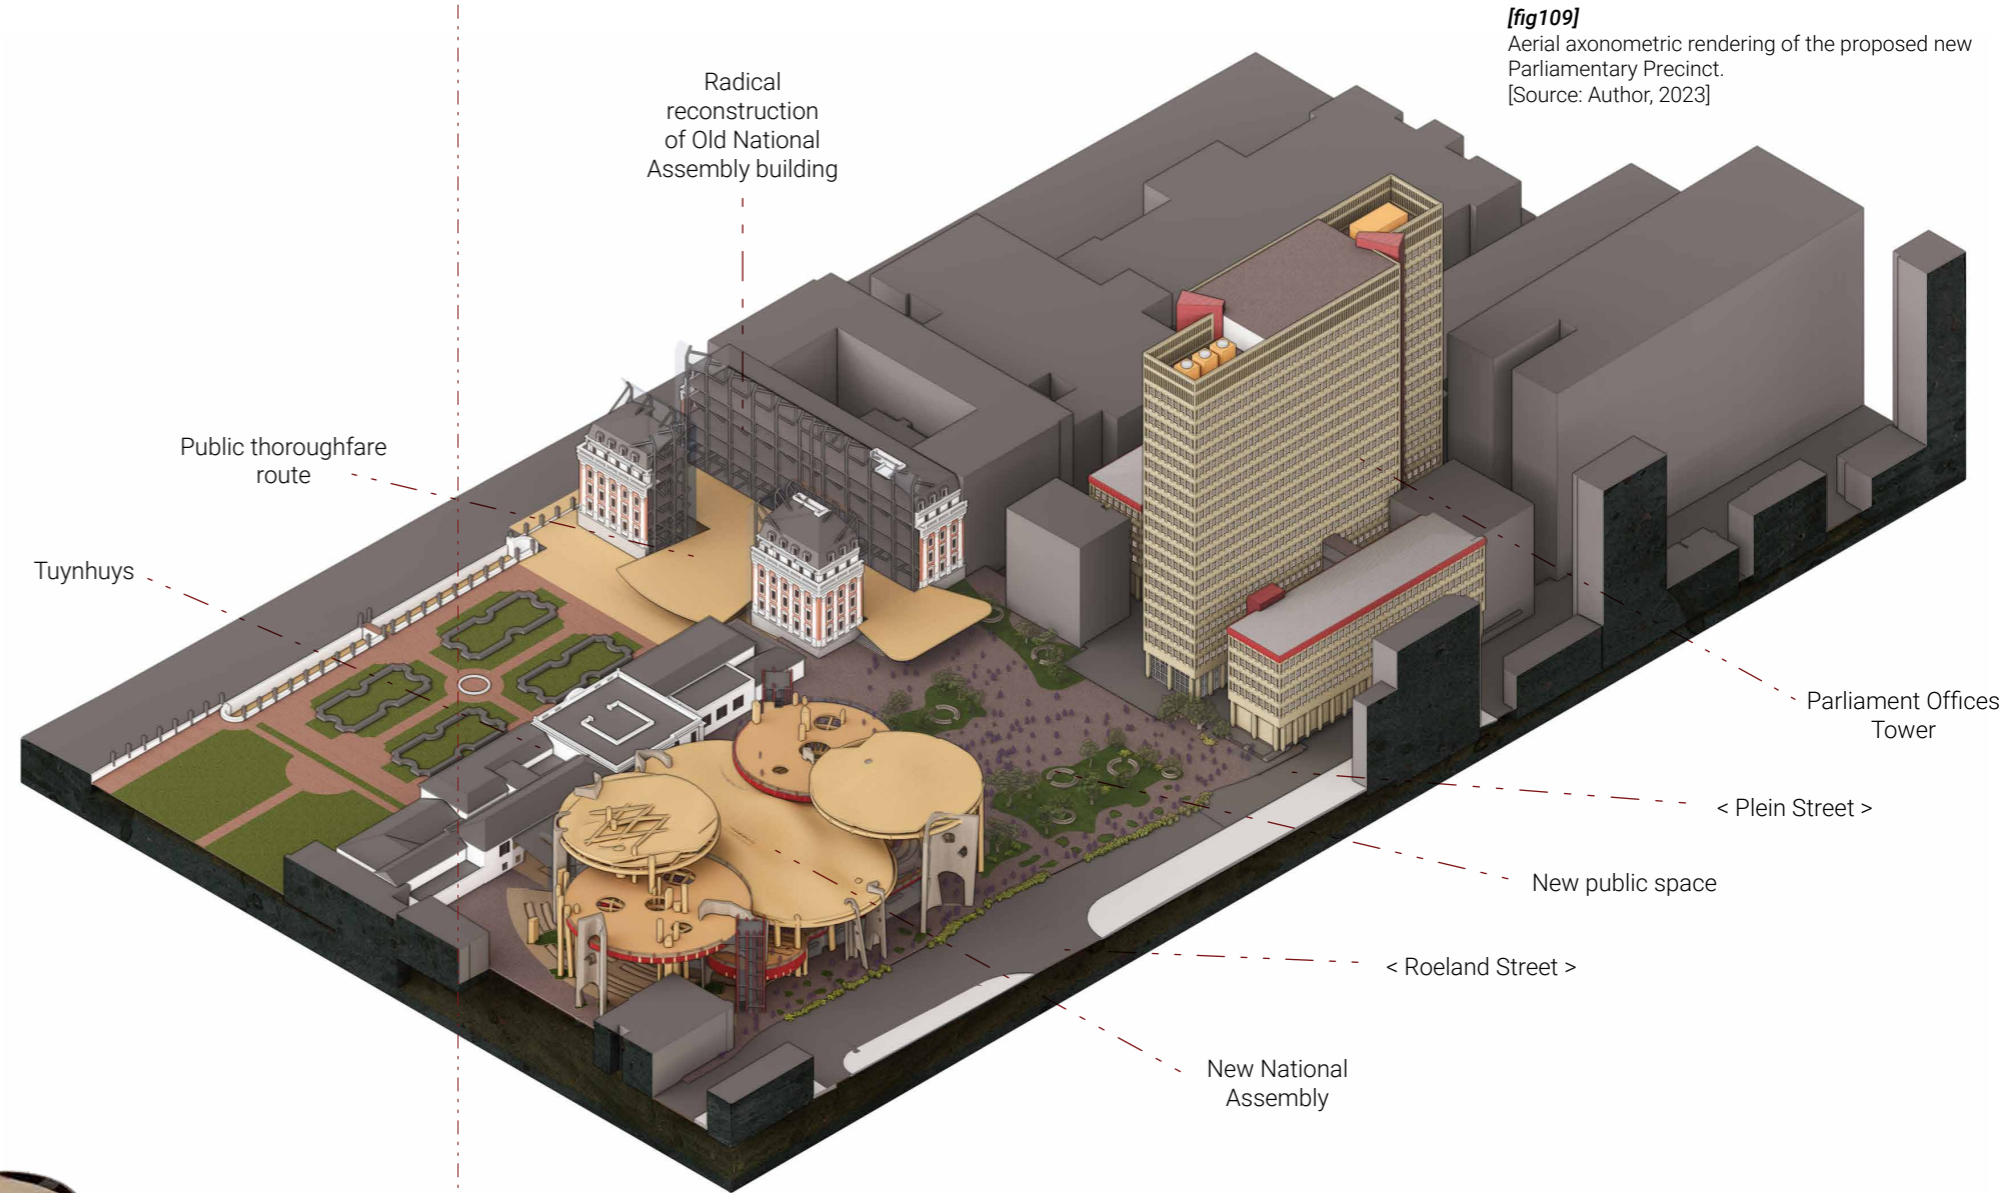 [fig109]
Aerial axonometric rendering of the proposed new
Parliamentary Precinct.
[Source: Author, 2023]
Radical
reconstruction
of Old National
Assembly building
Public thoroughfare
route
Tuynhuys
Parliament Offices
Tower
< Plein Street >
New public space
< Roeland Street >
New National
Assembly